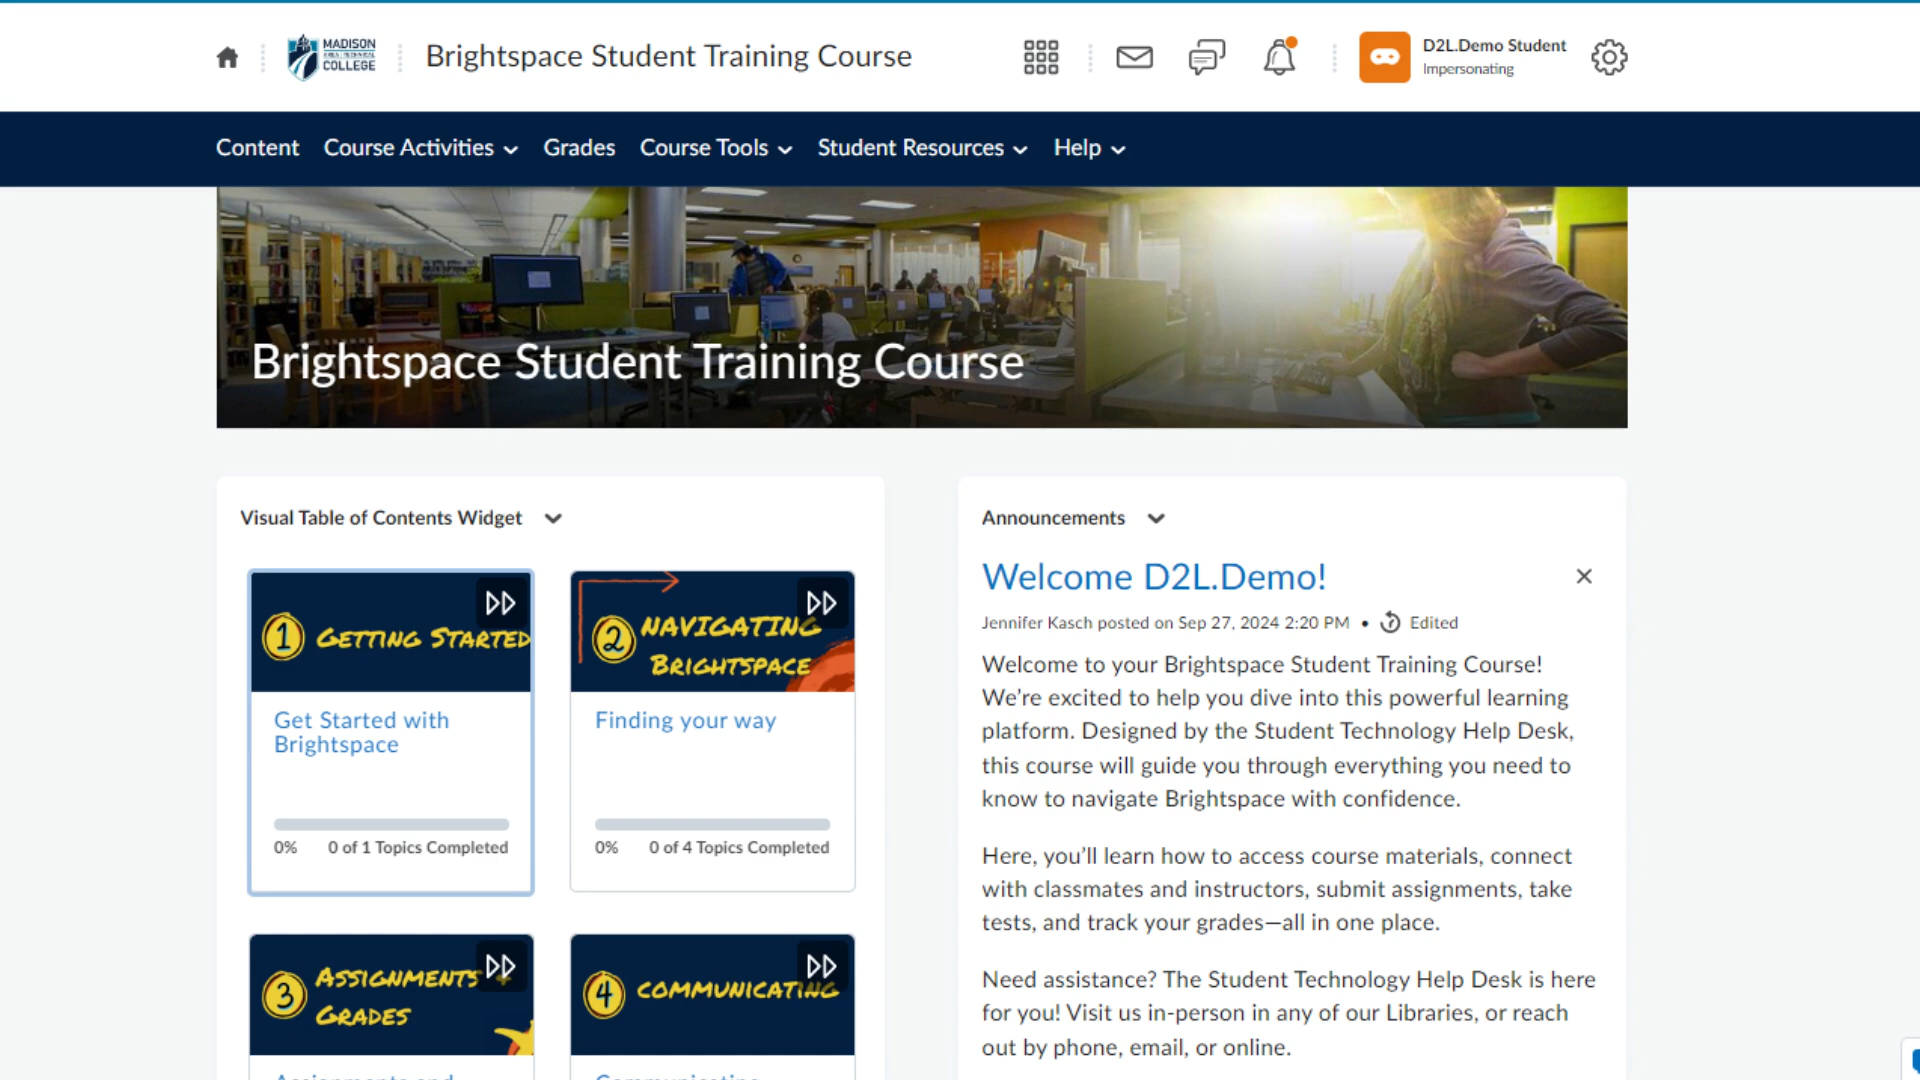 MADISON
COLLEGE
Brightspace Student Training Course
D2L.Demo Student
Impersonating
Content
Course Activities
Grades
Course Tools
Student Resources
Help
Brightspace Student Training Course
Visual Table of Contents Widget
1 GETTING STARTED
Get Started with
Brightspace
0%
0 of 1 Topics Completed
2 NAVIGATING
BRIGHTSPACE
Finding your way
0%
0 of 4 Topics Completed
3 ASSIGNMENTS +
GRADES
4 COMMUNICATING
Announcements
Welcome D2L.Demo!
Jennifer Kasch posted on Sep 27, 2024 2:20 PM • Edited
Welcome to your Brightspace Student Training Course!
We’re excited to help you dive into this powerful learning
platform. Designed by the Student Technology Help Desk,
this course will guide you through everything you need to
know to navigate Brightspace with confidence.
Here, you’ll learn how to access course materials, connect
with classmates and instructors, submit assignments, take
tests, and track your grades—all in one place.
Need assistance? The Student Technology Help Desk is here
for you! Visit us in-person in any of our Libraries, or reach
out by phone, email, or online.